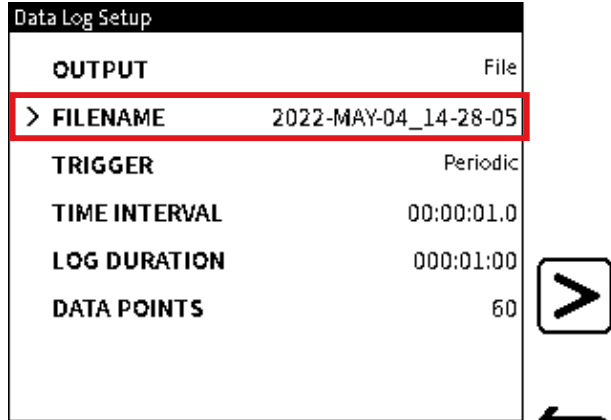 Data Log Setup
OUTPUT File
> FILENAME 2022-MAY-04_14-28-05
TRIGGER Periodic
TIME INTERVAL 00:00:01.0
LOG DURATION 000:01:00
DATA POINTS 60